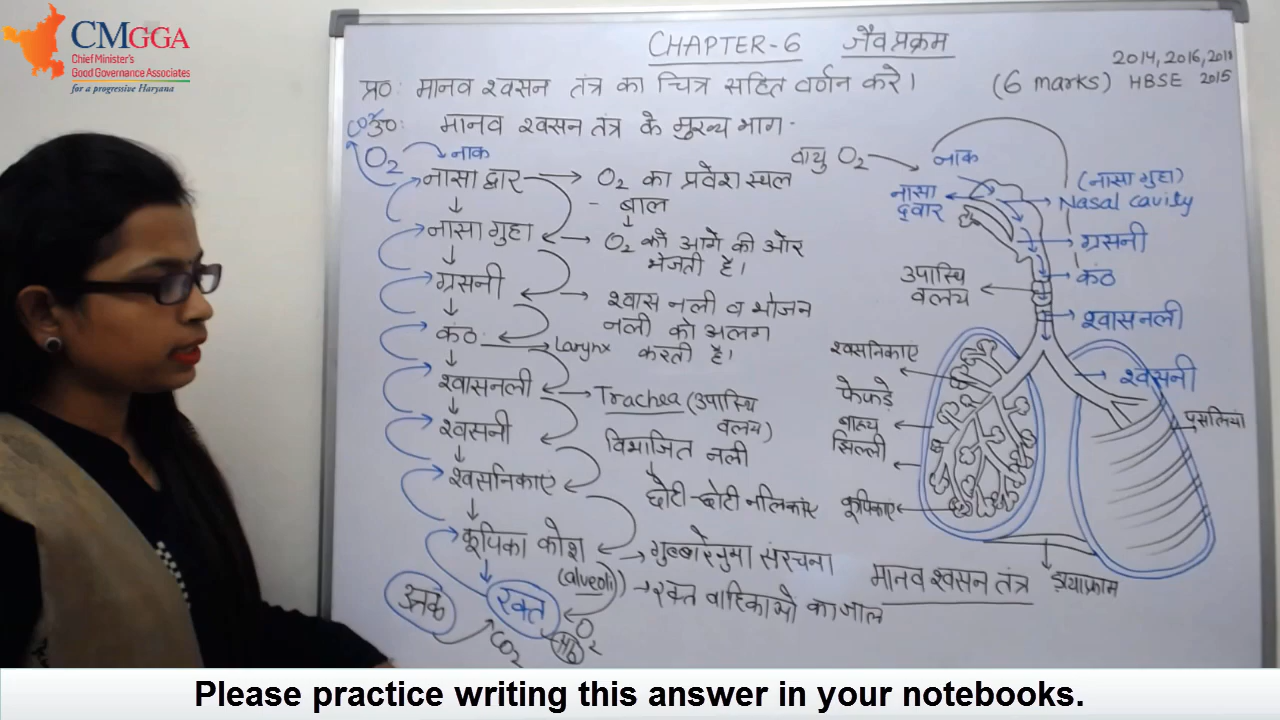 CMGGA
Chief Minister's
Good Governance Associates
for a progressive Haryana
CHAPTER-6 जैव प्रक्रम
2014, 2016, 2018
प्र०: मानव श्वसन तंत्र का चित्र सहित वर्णन करे। (6 marks) HBSE 2015
CO2
उ०: मानव श्वसन तंत्र के मुख्य भाग-
O2 नाक
नासा द्वार → O2 का प्रवेश स्थल
- बाल
नासा गुहा → O2 को आगे की ओर
भेजती है।
ग्रसनी → श्वास नली व भोजन
नली को अलग
करती है।
कंठ → Larynx
श्वासनली → Trachea (उपास्थि
वलय)
श्वसनी विभाजित नली
श्वसनिकाएं छोटी-छोटी नलिकाएं
कूपिका कोश → गुब्बारेनुमा संरचना
(alveoli) → रक्त वाहिकाओ का जाल
रक्त
O2
CO2
वायु O2 → नाक
नासा
द्वार
(नासा गुहा)
Nasal cavity
ग्रसनी
उपास्थि
वलय
कंठ
श्वासनली
श्वसनिकाएं
श्वसनी
फेफड़े
बाह्य
झिल्ली
पसलियां
कूपिकाएं
मानव श्वसन तंत्र
डायाफ्राम
Please practice writing this answer in your notebooks.